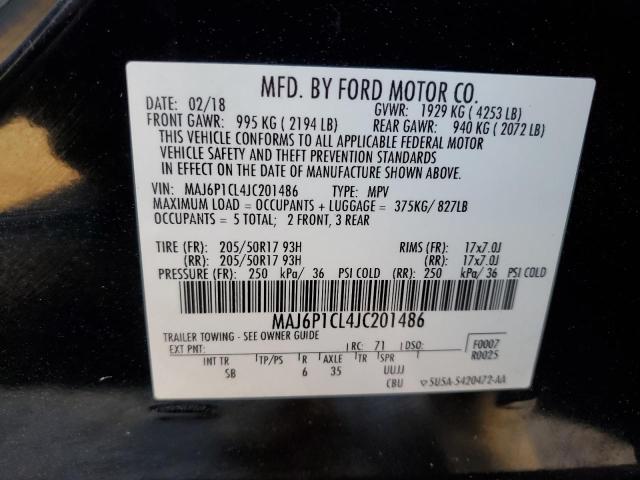 MFD. BY FORD MOTOR CO.
DATE: 02/18 GVWR: 1929 KG ( 4253 LB)
FRONT GAWR: 995 KG ( 2194 LB) REAR GAWR: 940 KG ( 2072 LB)
THIS VEHICLE CONFORMS TO ALL APPLICABLE FEDERAL MOTOR
VEHICLE SAFETY AND THEFT PREVENTION STANDARDS
IN EFFECT ON THE DATE OF MANUFACTURE SHOWN ABOVE.
VIN: MAJ6P1CL4JC201486 TYPE: MPV
MAXIMUM LOAD = OCCUPANTS + LUGGAGE = 375KG/ 827LB
OCCUPANTS = 5 TOTAL; 2 FRONT, 3 REAR
TIRE (FR): 205/50R17 93H RIMS (FR): 17x7.0J
(RR): 205/50R17 93H (RR): 17x7.0J
PRESSURE (FR): 250 kPa/ 36 PSI COLD (RR): 250 kPa/ 36 PSI COLD
MAJ6P1CL4JC201486
TRAILER TOWING - SEE OWNER GUIDE
EXT PNT: RC: 71 DSO: F0007
R0025
INT TR TP/PS R AXLE TR SPR
SB 6 35 UUJJ
CBU 5U5A-S420472-AA